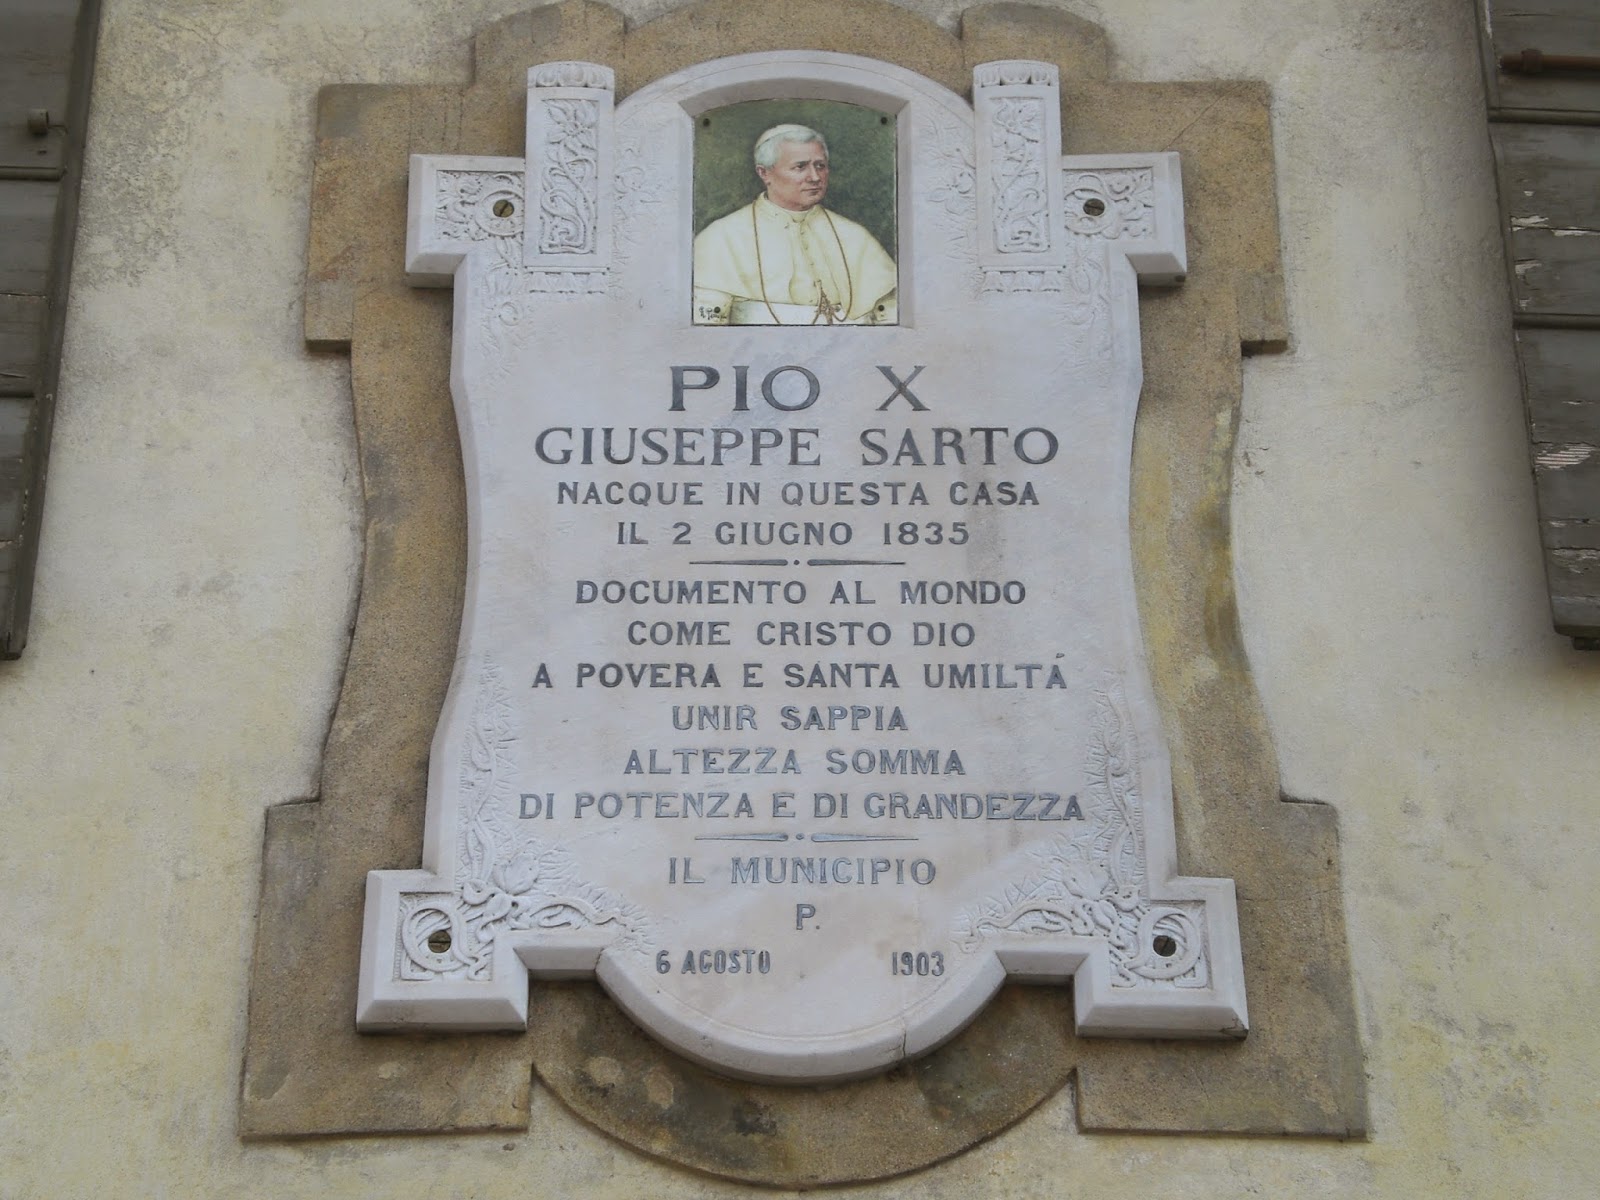 PIO X
GIUSEPPE SARTO
NACQUE IN QUESTA CASA
IL 2 GIUGNO 1835
DOCUMENTO AL MONDO
COME CRISTO DIO
A POVERA E SANTA UMILTÁ
UNIR SAPPIA
ALTEZZA SOMMA
DI POTENZA E DI GRANDEZZA
IL MUNICIPIO
P.
6 AGOSTO 1903